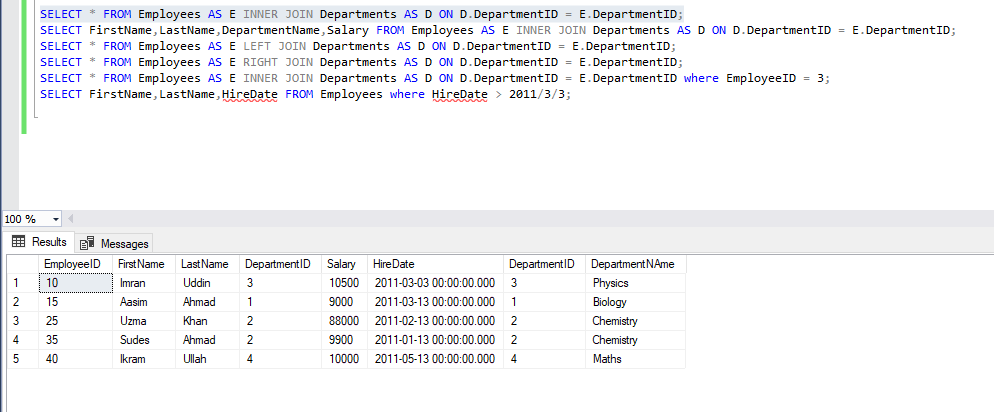 SELECT * FROM Employees AS E INNER JOIN Departments AS D ON D.DepartmentID = E.DepartmentID;
SELECT FirstName,LastName,DepartmentName,Salary FROM Employees AS E INNER JOIN Departments AS D ON D.DepartmentID = E.DepartmentID;
SELECT * FROM Employees AS E LEFT JOIN Departments AS D ON D.DepartmentID = E.DepartmentID;
SELECT * FROM Employees AS E RIGHT JOIN Departments AS D ON D.DepartmentID = E.DepartmentID;
SELECT * FROM Employees AS E INNER JOIN Departments AS D ON D.DepartmentID = E.DepartmentID where EmployeeID = 3;
SELECT FirstName,LastName,HireDate FROM Employees where HireDate > 2011/3/3;
100 %
Results Messages
EmployeeID FirstName LastName DepartmentID Salary HireDate DepartmentID DepartmentNAme
1 10 Imran Uddin 3 10500 2011-03-03 00:00:00.000 3 Physics
2 15 Aasim Ahmad 1 9000 2011-03-13 00:00:00.000 1 Biology
3 25 Uzma Khan 2 88000 2011-02-13 00:00:00.000 2 Chemistry
4 35 Sudes Ahmad 2 9900 2011-01-13 00:00:00.000 2 Chemistry
5 40 Ikram Ullah 4 10000 2011-05-13 00:00:00.000 4 Maths